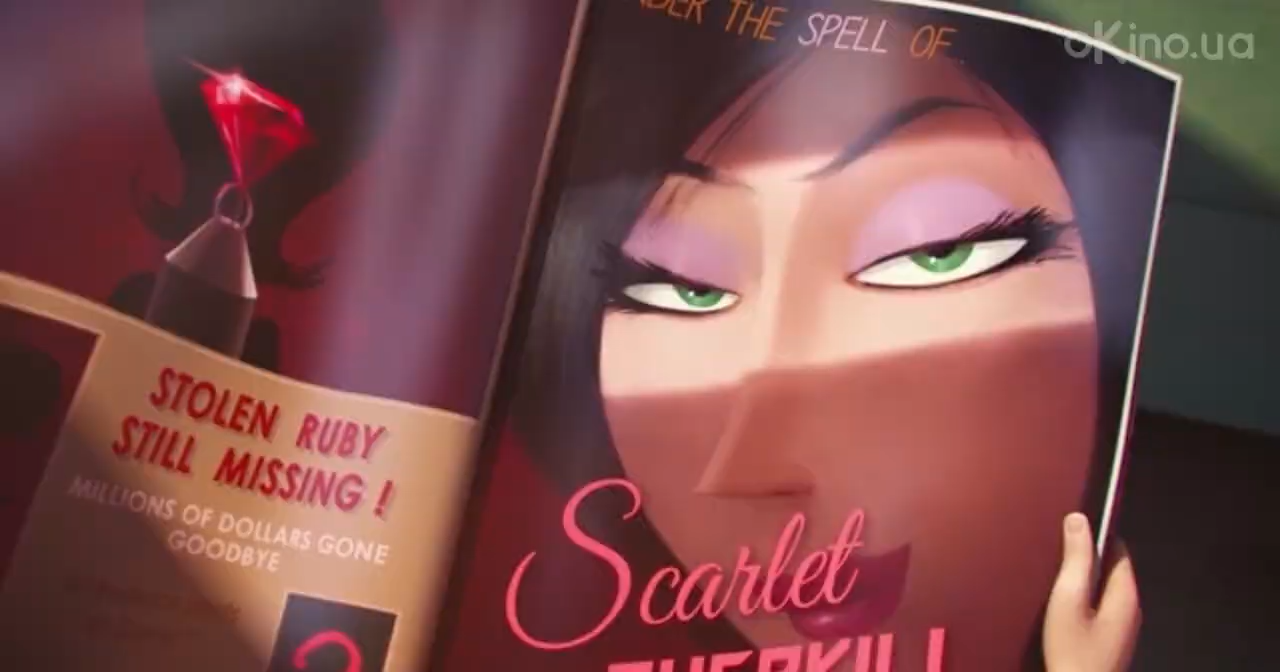 STOLEN RUBY
STILL MISSING!
MILLIONS OF DOLLARS GONE
GOODBYE
?
THE SPELL OF...
Scarlet
oKino.ua